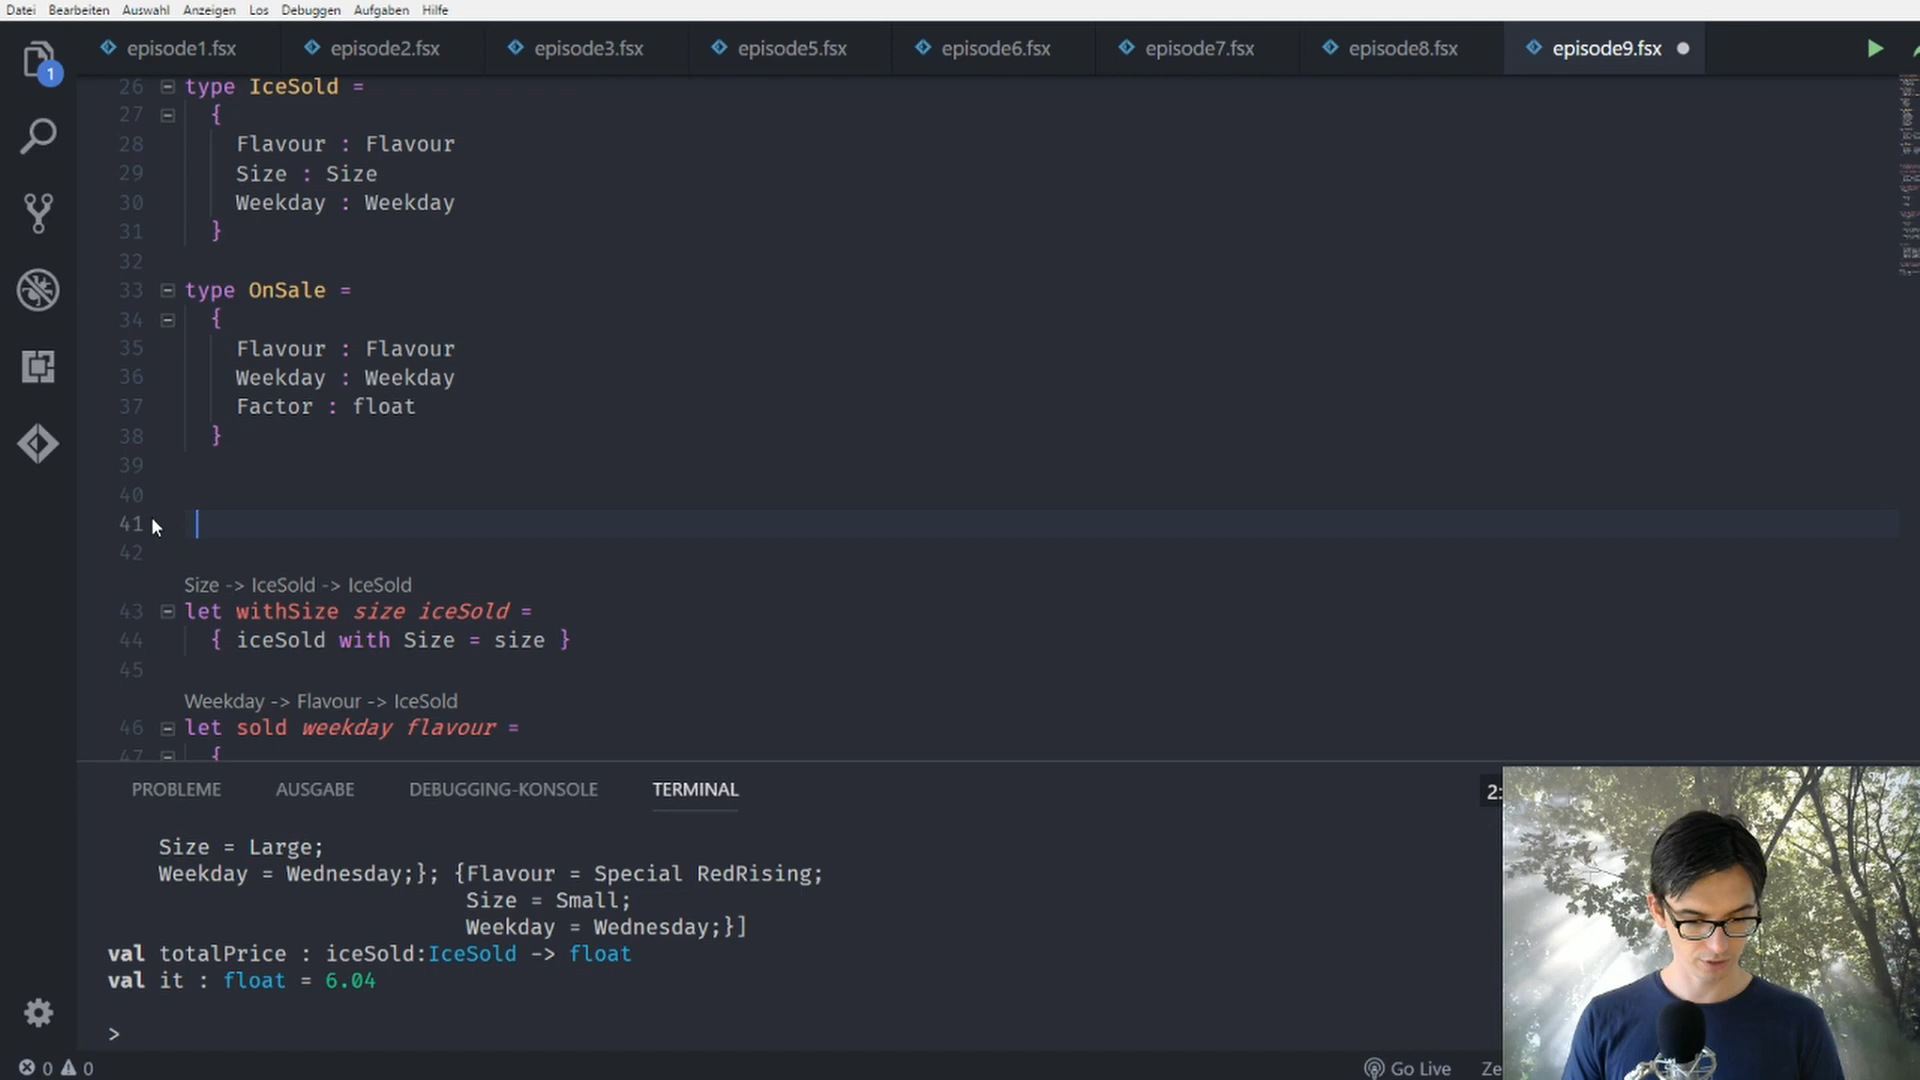 Datei Bearbeiten Auswahl Anzeigen Los Debuggen Aufgaben Hilfe
episode1.fsx episode2.fsx episode3.fsx episode5.fsx episode6.fsx episode7.fsx episode8.fsx episode9.fsx
1
26 type IceSold =
27 {
28 Flavour : Flavour
29 Size : Size
30 Weekday : Weekday
31 }
32
33 type OnSale =
34 {
35 Flavour : Flavour
36 Weekday : Weekday
37 Factor : float
38 }
39
40
41
42
Size -> IceSold -> IceSold
43 let withSize size iceSold =
44 { iceSold with Size = size }
45
Weekday -> Flavour -> IceSold
46 let sold weekday flavour =
47 {
PROBLEME AUSGABE DEBUGGING-KONSOLE TERMINAL 2:
Size = Large;
Weekday = Wednesday;}; {Flavour = Special RedRising;
Size = Small;
Weekday = Wednesday;}]
val totalPrice : iceSold:IceSold -> float
val it : float = 6.04
>
0 0 Go Live Ze